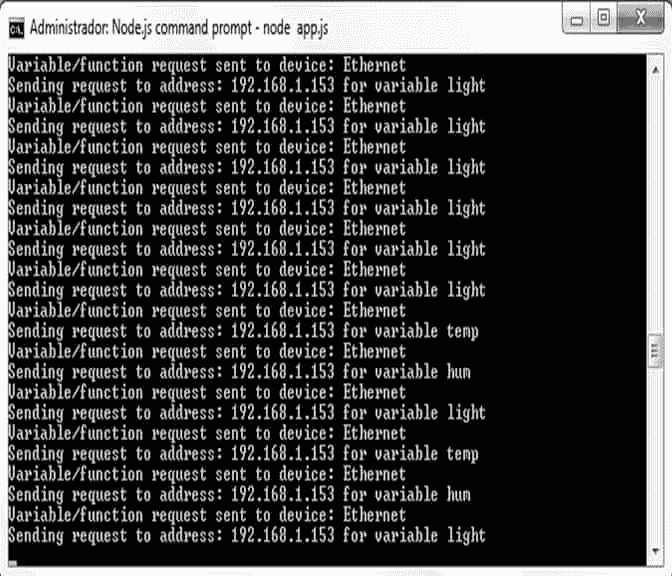 Administrador: Node.js command prompt - node app.js
Variable/function request sent to device: Ethernet
Sending request to address: 192.168.1.153 for variable light
Variable/function request sent to device: Ethernet
Sending request to address: 192.168.1.153 for variable light
Variable/function request sent to device: Ethernet
Sending request to address: 192.168.1.153 for variable light
Variable/function request sent to device: Ethernet
Sending request to address: 192.168.1.153 for variable light
Variable/function request sent to device: Ethernet
Sending request to address: 192.168.1.153 for variable light
Variable/function request sent to device: Ethernet
Sending request to address: 192.168.1.153 for variable light
Variable/function request sent to device: Ethernet
Sending request to address: 192.168.1.153 for variable temp
Variable/function request sent to device: Ethernet
Sending request to address: 192.168.1.153 for variable hum
Variable/function request sent to device: Ethernet
Sending request to address: 192.168.1.153 for variable light
Variable/function request sent to device: Ethernet
Sending request to address: 192.168.1.153 for variable temp
Variable/function request sent to device: Ethernet
Sending request to address: 192.168.1.153 for variable hum
Variable/function request sent to device: Ethernet
Sending request to address: 192.168.1.153 for variable light